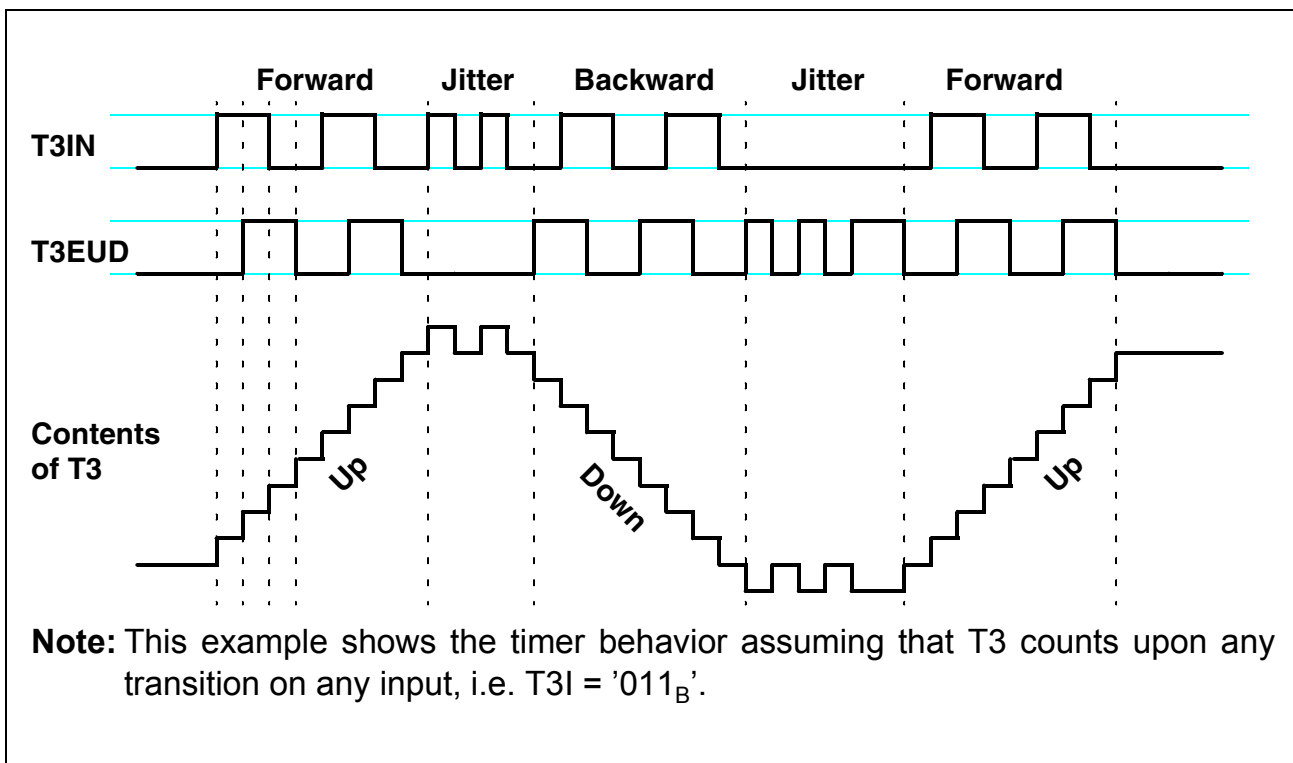 Forward Jitter Backward Jitter Forward
T3IN
T3EUD
Contents
of T3
Up
Down
Up
Note: This example shows the timer behavior assuming that T3 counts upon any
transition on any input, i.e. T3I = ’011B’.